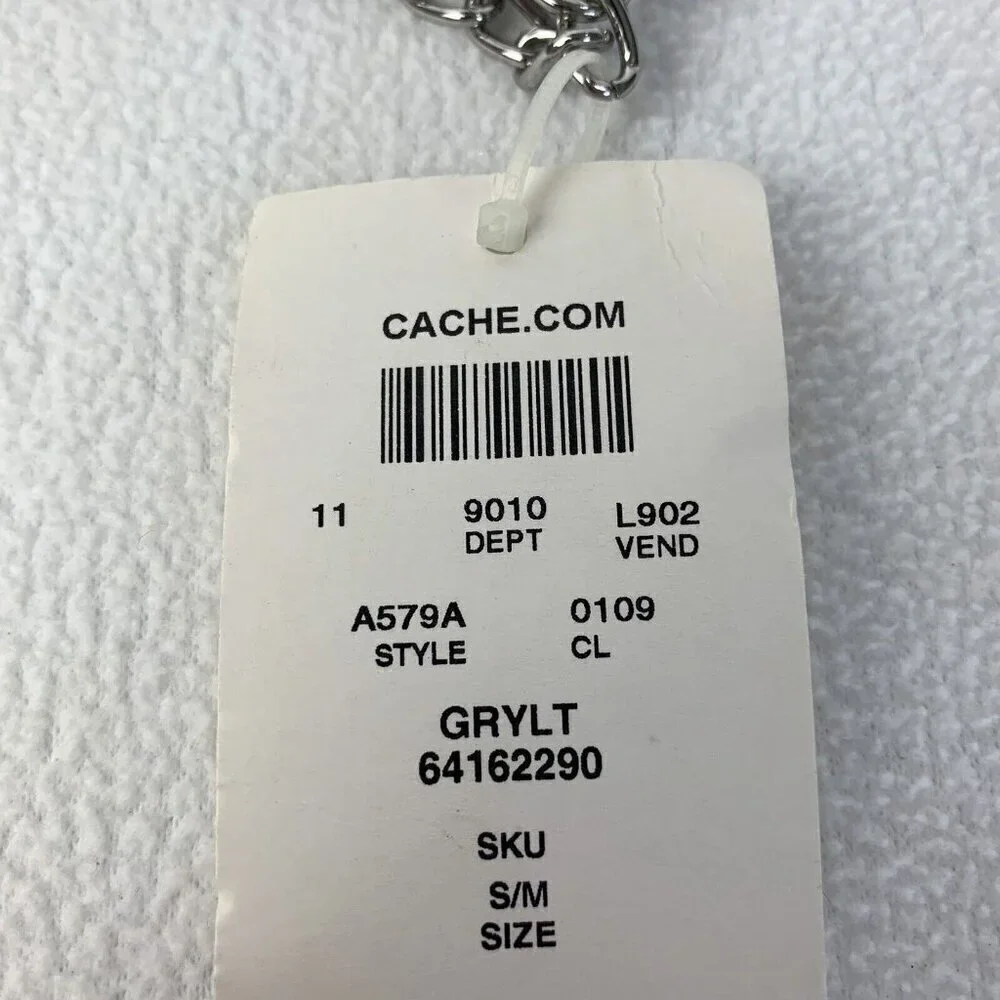 CACHE.COM
11 9010 L902
DEPT VEND
A579A 0109
STYLE CL
GRYLT
64162290
SKU
S/M
SIZE